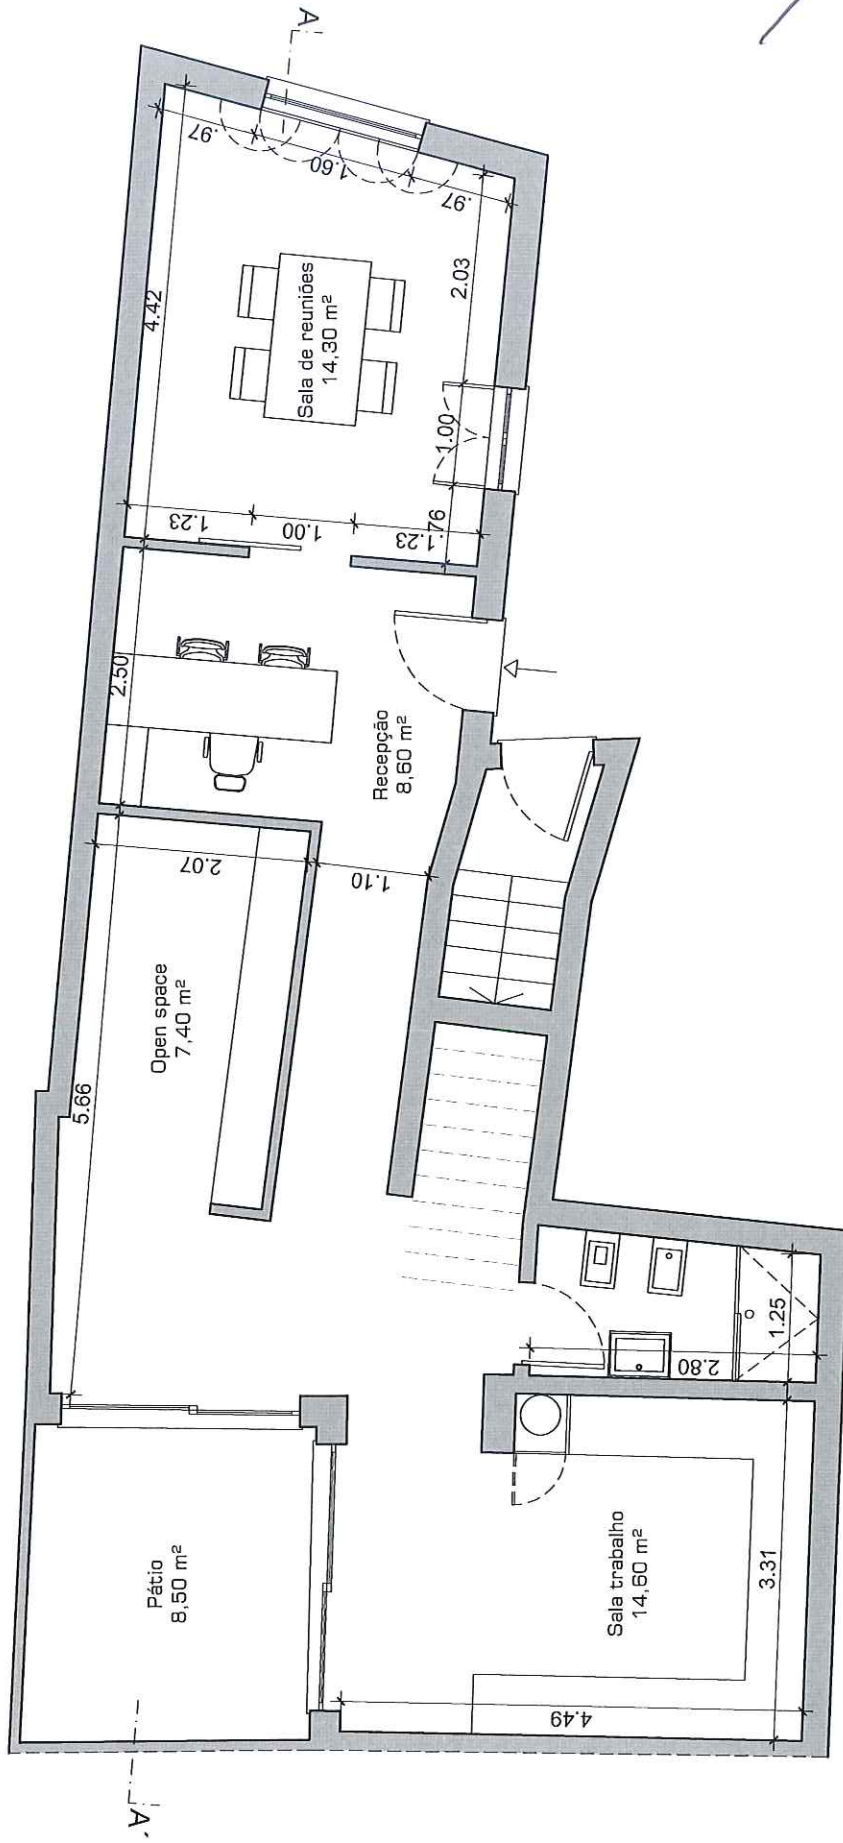 A
.97
1.60
.97
4.42
2.03
Sala de reuniões
14,30 m²
1.00
.76
1.23
1.00
1.23
2.50
Recepção
8,60 m²
2.07
1.10
Open space
7,40 m²
5.66
1.25
2.80
Pátio
8,50 m²
Sala trabalho
14,60 m²
3.31
4.49
A'